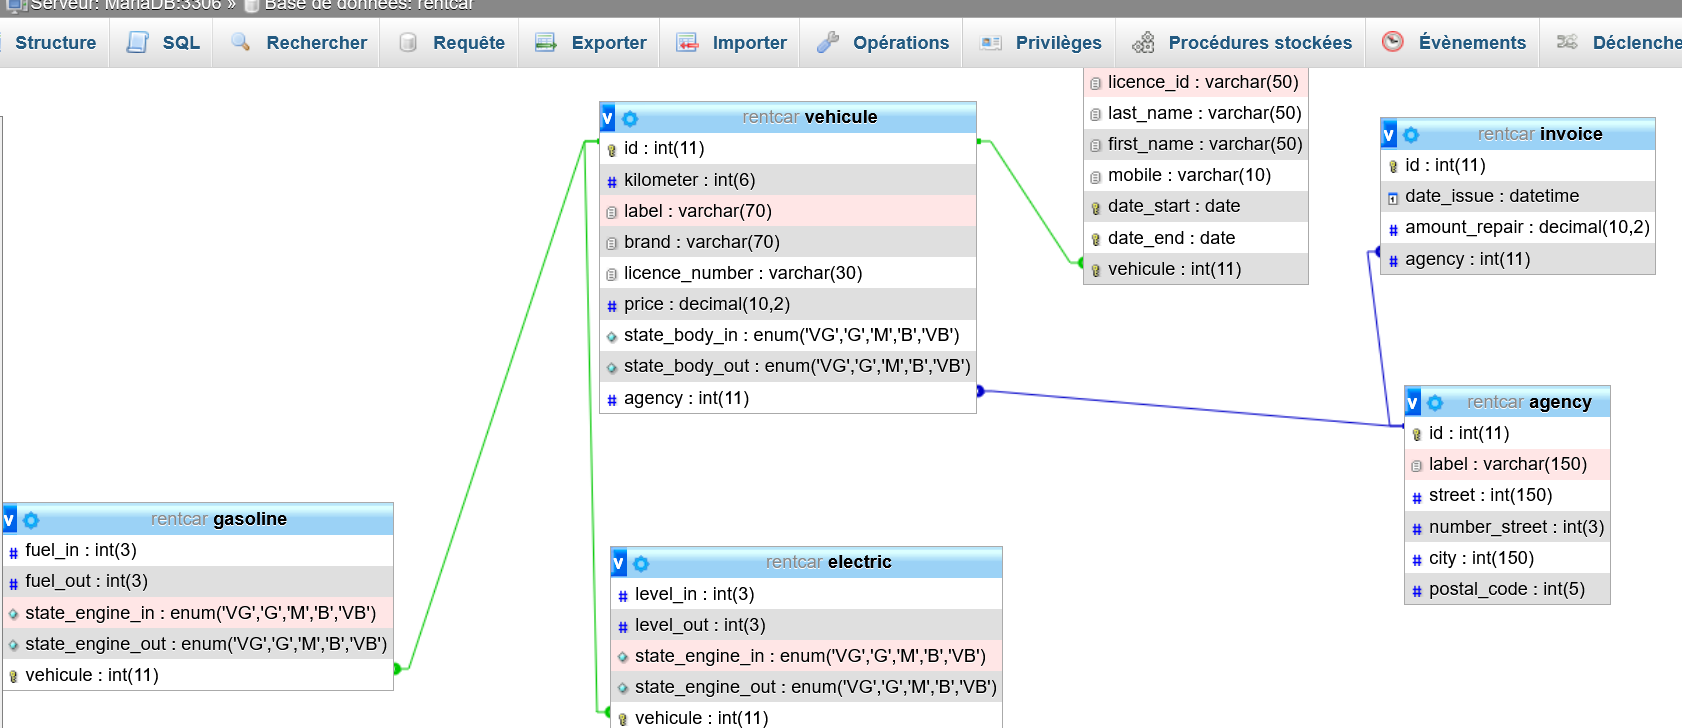 Serveur: MariaDB:3306 » Base de données: rentcar
Structure SQL Rechercher Requête Exporter Importer Opérations Privilèges Procédures stockées Évènements Déclenche
v rentcar vehicule
id : int(11)
kilometer : int(6)
label : varchar(70)
brand : varchar(70)
licence_number : varchar(30)
price : decimal(10,2)
state_body_in : enum('VG','G','M','B','VB')
state_body_out : enum('VG','G','M','B','VB')
agency : int(11)
licence_id : varchar(50)
last_name : varchar(50)
first_name : varchar(50)
mobile : varchar(10)
date_start : date
date_end : date
vehicule : int(11)
v rentcar invoice
id : int(11)
date_issue : datetime
amount_repair : decimal(10,2)
agency : int(11)
v rentcar agency
id : int(11)
label : varchar(150)
street : int(150)
number_street : int(3)
city : int(150)
postal_code : int(5)
v rentcar gasoline
fuel_in : int(3)
fuel_out : int(3)
state_engine_in : enum('VG','G','M','B','VB')
state_engine_out : enum('VG','G','M','B','VB')
vehicule : int(11)
v rentcar electric
level_in : int(3)
level_out : int(3)
state_engine_in : enum('VG','G','M','B','VB')
state_engine_out : enum('VG','G','M','B','VB')
vehicule : int(11)